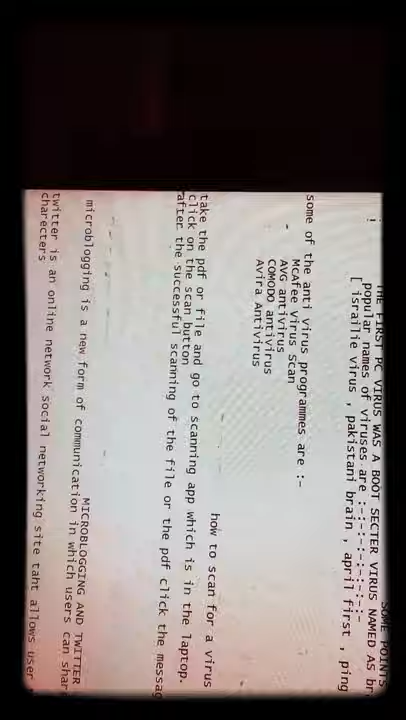 SOME POINTS
!
THE FIRST PC VIRUS WAS A BOOT SECTER VIRUS NAMED AS br
popular names of viruses are :-:-:-:-:-:-:-
[ israilie virus , pakistani brain , april first , ping
some of the anti virus programmes are :-
McAfee virus scan
AVG antivirus
COMODO antivirus
Avira Antivirus
how to scan for a virus
take the pdf or file and go to scanning app which is in the laptop.
click on the scan button
after the successful scanning of the file or the pdf click the messag
MICROBLOGGING AND TWITTER
microblogging is a new form of communication in which users can shar
twitter is an online network social networking site taht allows user
charecters